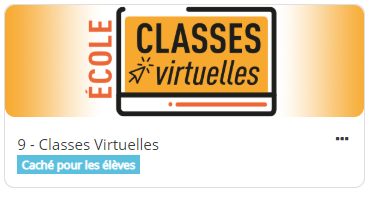 ÉCOLE
CLASSES
virtuelles
9 - Classes Virtuelles
Caché pour les élèves